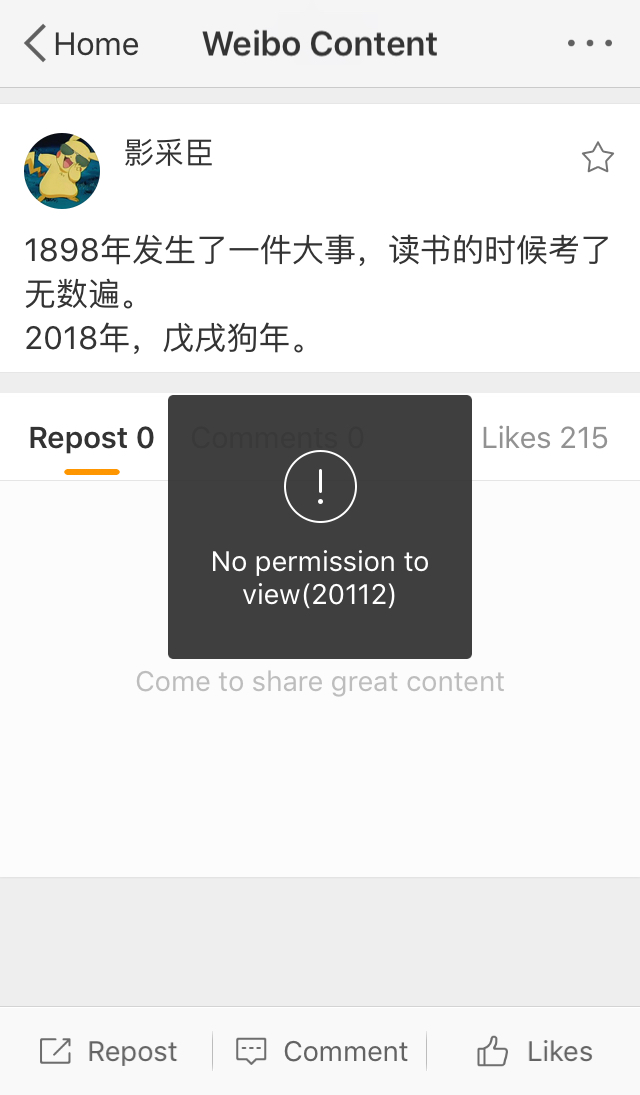 Home
Weibo Content
影采臣
1898年发生了一件大事，读书的时候考了
无数遍。
2018年，戊戌狗年。
Repost 0
Comments 0
Likes 215
No permission to
view(20112)
Come to share great content
Repost
Comment
Likes